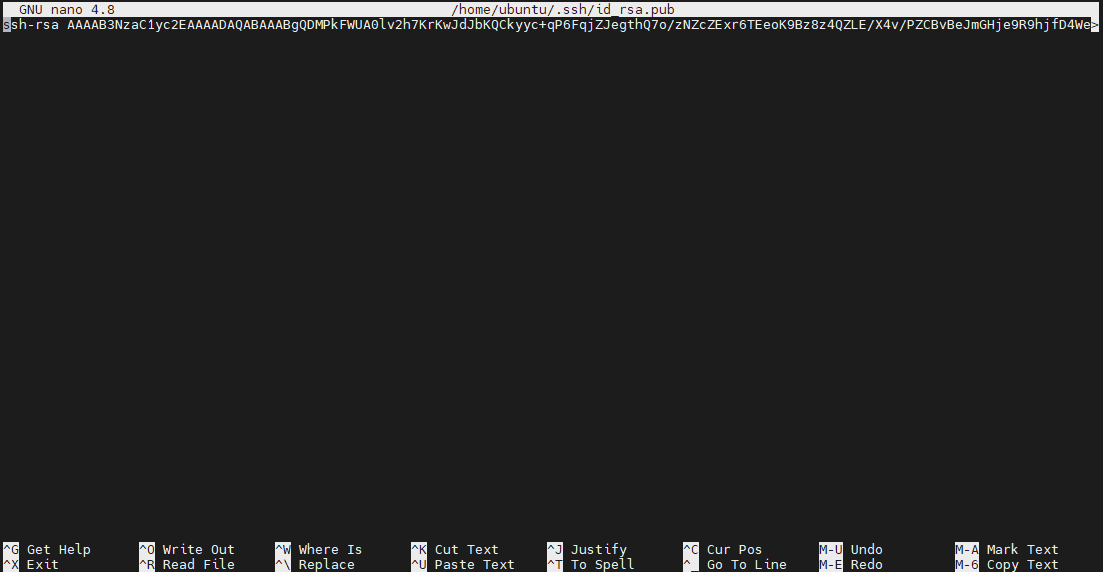 GNU nano 4.8 /home/ubuntu/.ssh/id_rsa.pub
ssh-rsa AAAAB3NzaC1yc2EAAAADAQABAAABgQDMPkFWUA0lv2h7KrKwJdJbKQCkyyc+qP6FqjZJegthQ7o/zNZcZExr6TEeoK9Bz8z4QZLE/X4v/PZCBvBeJmGHje9R9hjfD4We>
^G Get Help ^O Write Out ^W Where Is ^K Cut Text ^J Justify ^C Cur Pos M-U Undo M-A Mark Text
^X Exit ^R Read File ^\ Replace ^U Paste Text ^T To Spell ^_ Go To Line M-E Redo M-6 Copy Text